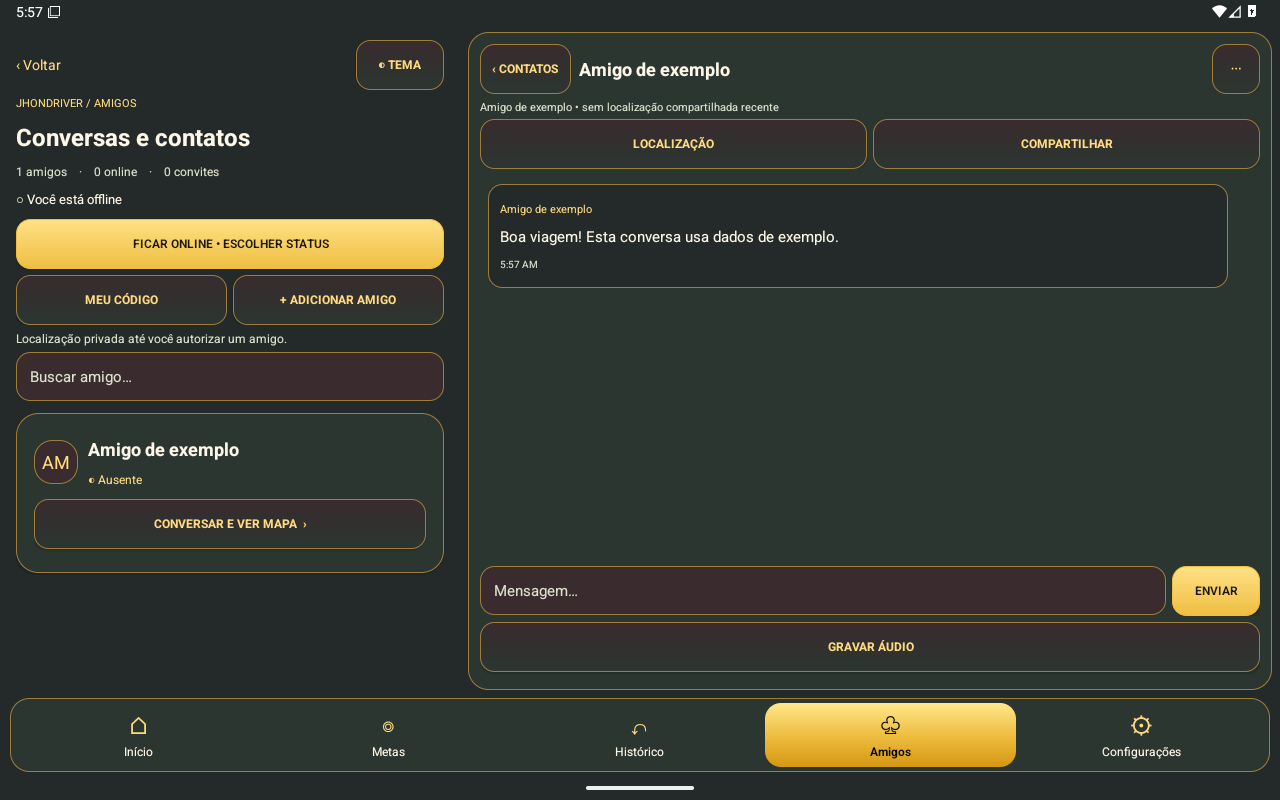 5:57
‹ Voltar
TEMA
JHONDRIVER / AMIGOS
Conversas e contatos
1 amigos · 0 online · 0 convites
○ Você está offline
FICAR ONLINE • ESCOLHER STATUS
MEU CÓDIGO
+ ADICIONAR AMIGO
Localização privada até você autorizar um amigo.
Buscar amigo...
AM
Amigo de exemplo
Ausente
CONVERSAR E VER MAPA ›
‹ CONTATOS
Amigo de exemplo
...
Amigo de exemplo • sem localização compartilhada recente
LOCALIZAÇÃO
COMPARTILHAR
Amigo de exemplo
Boa viagem! Esta conversa usa dados de exemplo.
5:57 AM
Mensagem...
ENVIAR
GRAVAR ÁUDIO
Início
Metas
Histórico
Amigos
Configurações